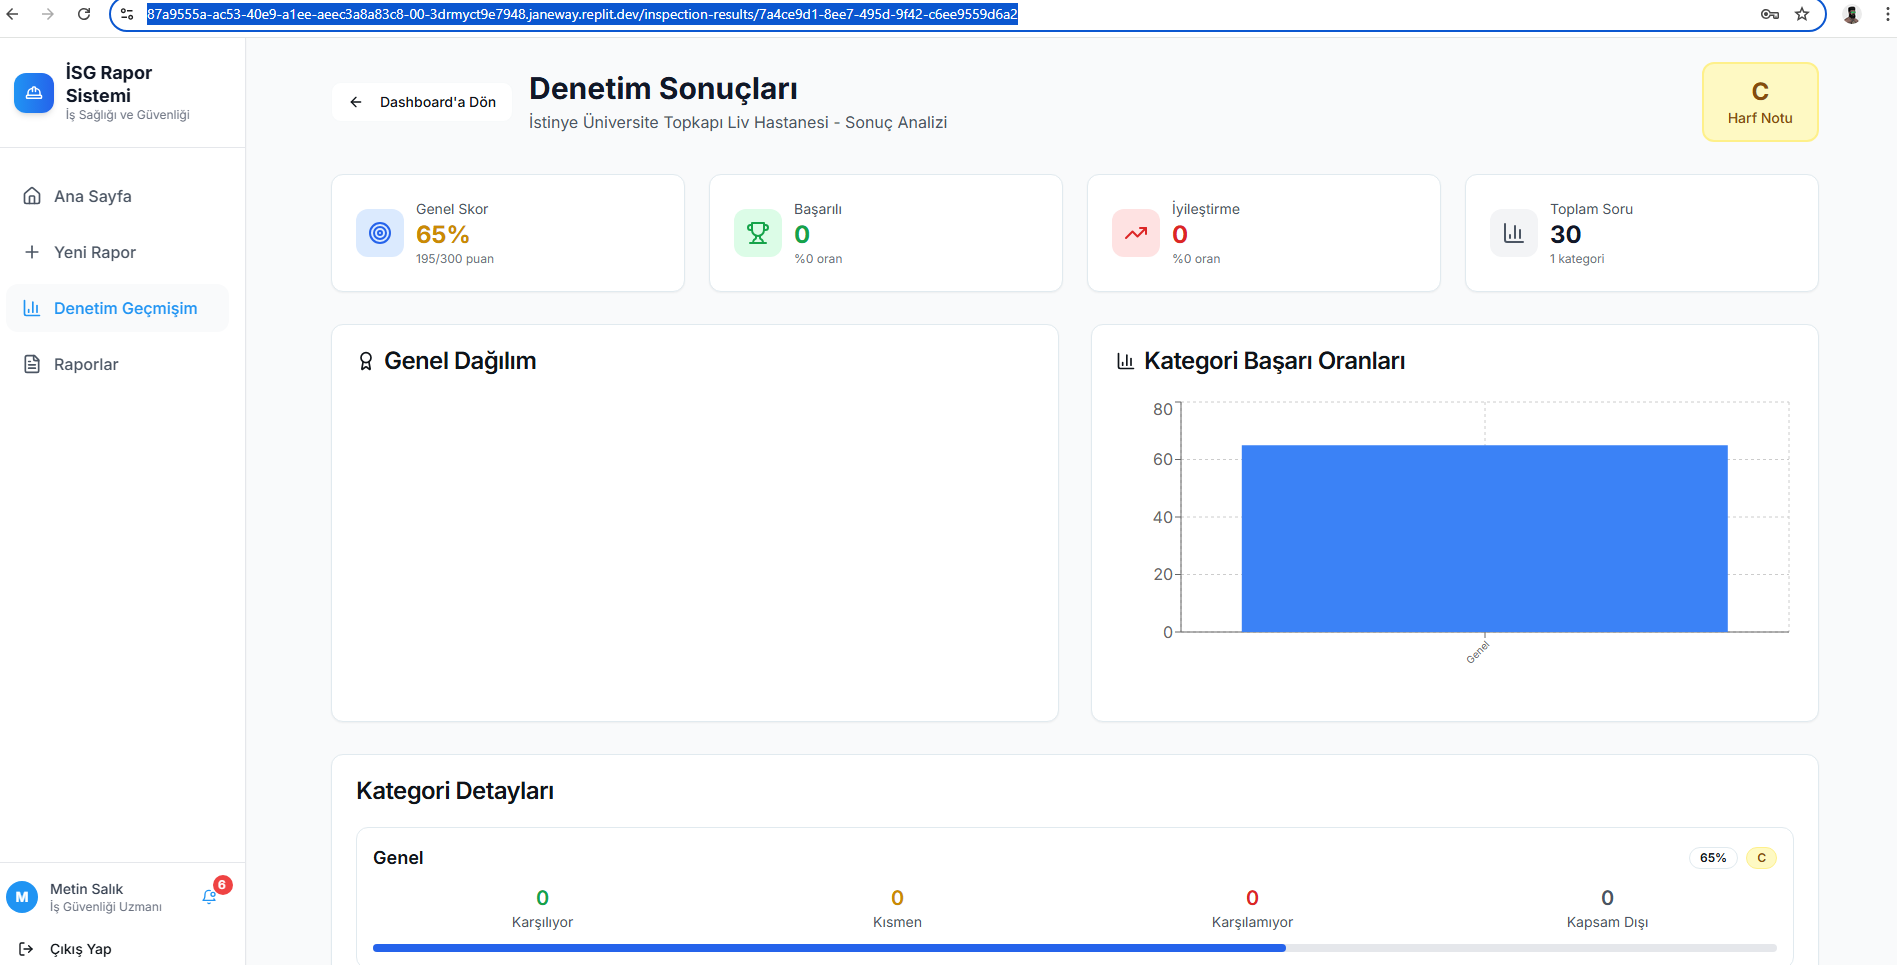 87a9555a-ac53-40e9-a1ee-aeec3a8a83c8-00-3drmyct9e7948.janeway.replit.dev/inspection-results/7a4ce9d1-8ee7-495d-9f42-c6ee9559d6a2
İSG Rapor
Sistemi
İş Sağlığı ve Güvenliği
Ana Sayfa
Yeni Rapor
Denetim Geçmişim
Raporlar
M
Metin Salık
İş Güvenliği Uzmanı
6
Çıkış Yap
Dashboard'a Dön
Denetim Sonuçları
İstinye Üniversite Topkapı Liv Hastanesi - Sonuç Analizi
C
Harf Notu
Genel Skor
65%
195/300 puan
Başarılı
0
%0 oran
İyileştirme
0
%0 oran
Toplam Soru
30
1 kategori
Genel Dağılım
Kategori Başarı Oranları
80
60
40
20
0
Genel
Kategori Detayları
Genel
65%
C
0
Karşılıyor
0
Kısmen
0
Karşılamıyor
0
Kapsam Dışı